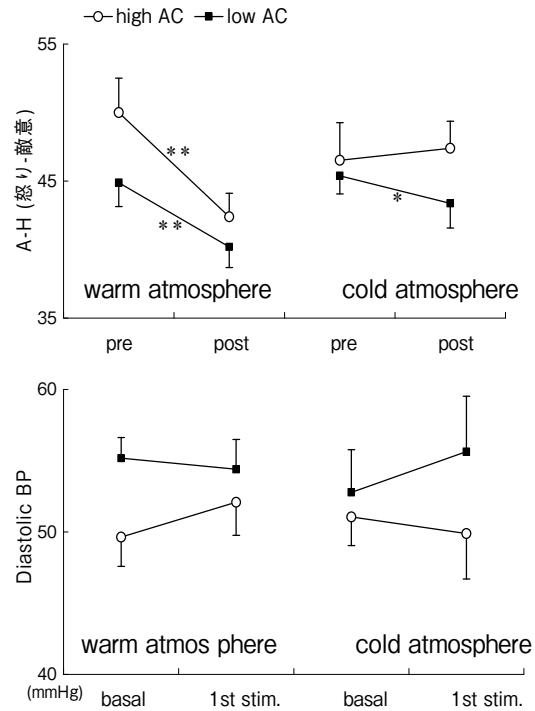 high AC low AC
55
45
35
A-H (怒り-敵意)
**
**
*
warm atmosphere cold atmosphere
pre post pre post
60
50
40
Diastolic BP
warm atmos phere cold atmosphere
(mmHg)
basal 1st stim. basal 1st stim.